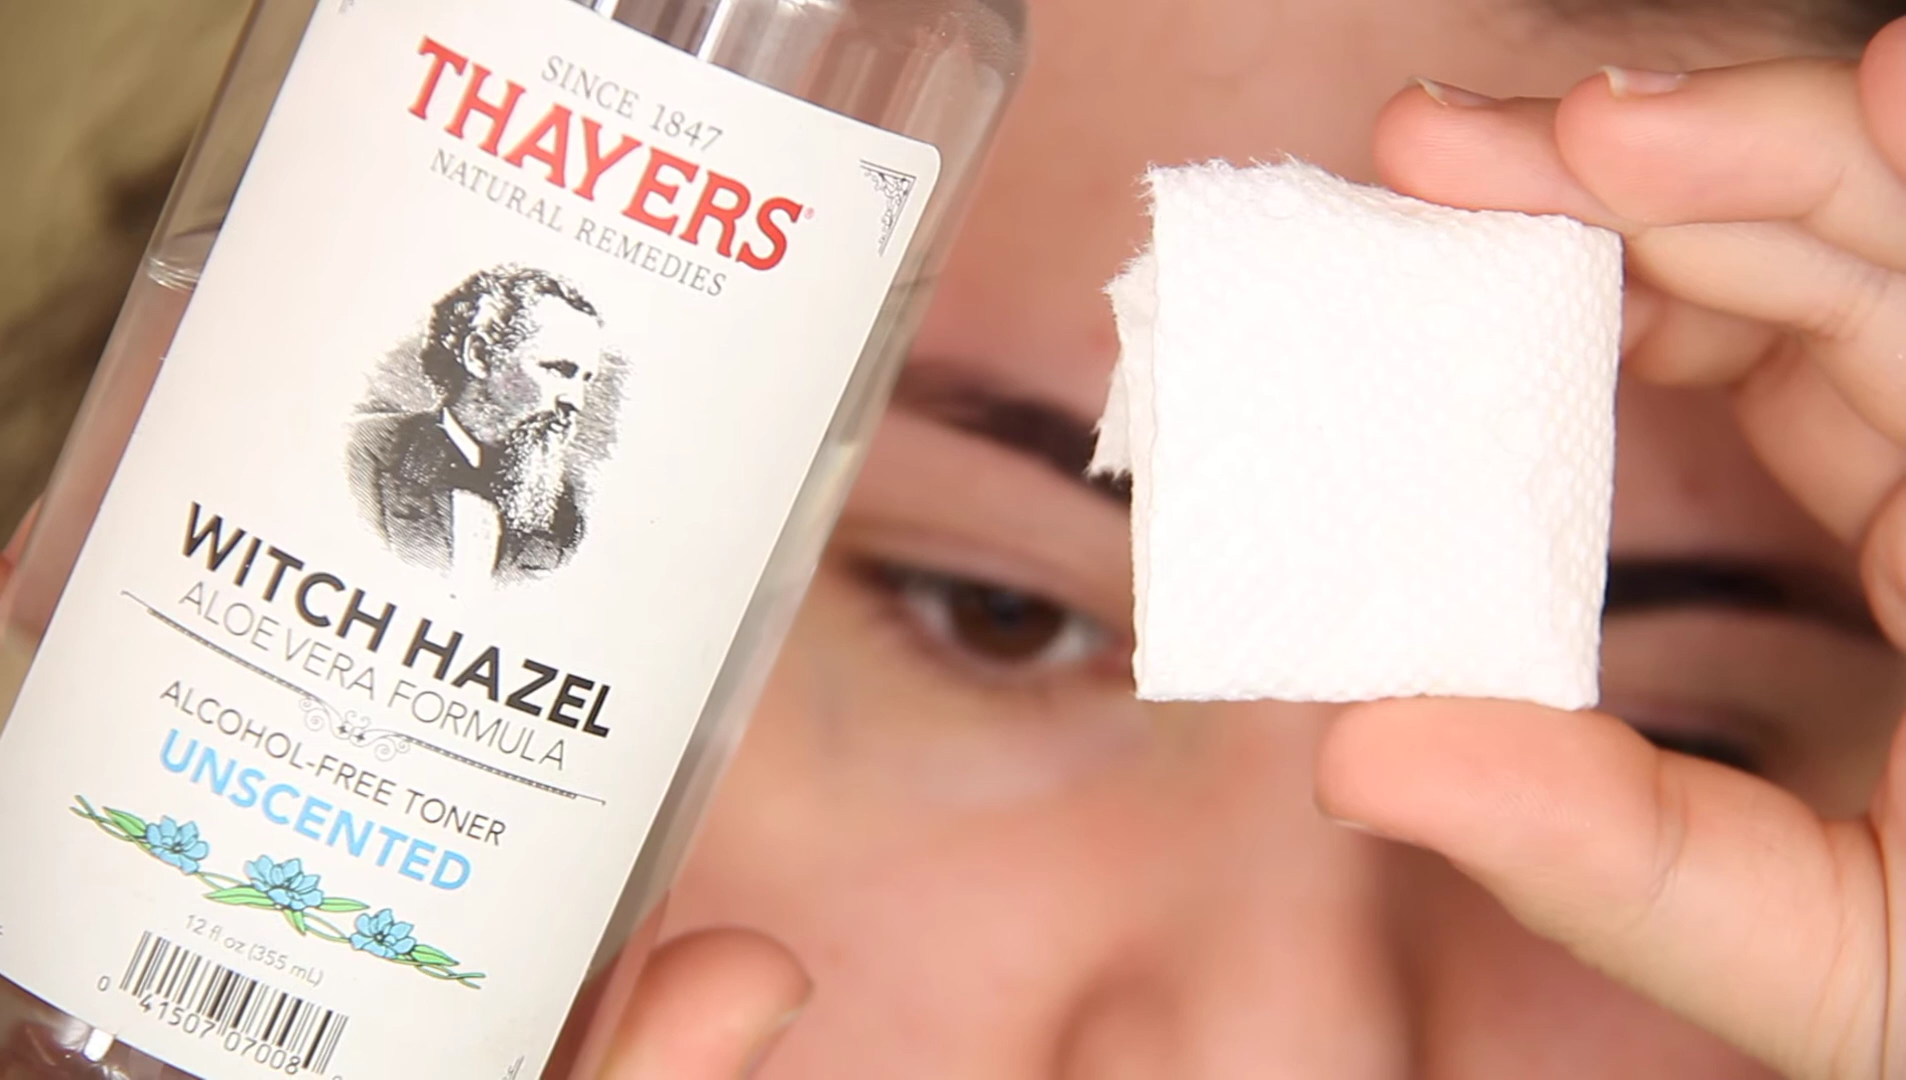 SINCE 1847
THAYERS®
NATURAL REMEDIES
WITCH HAZEL
ALOE VERA FORMULA
ALCOHOL-FREE TONER
UNSCENTED
12 fl oz (355 mL)
0 41507 07008